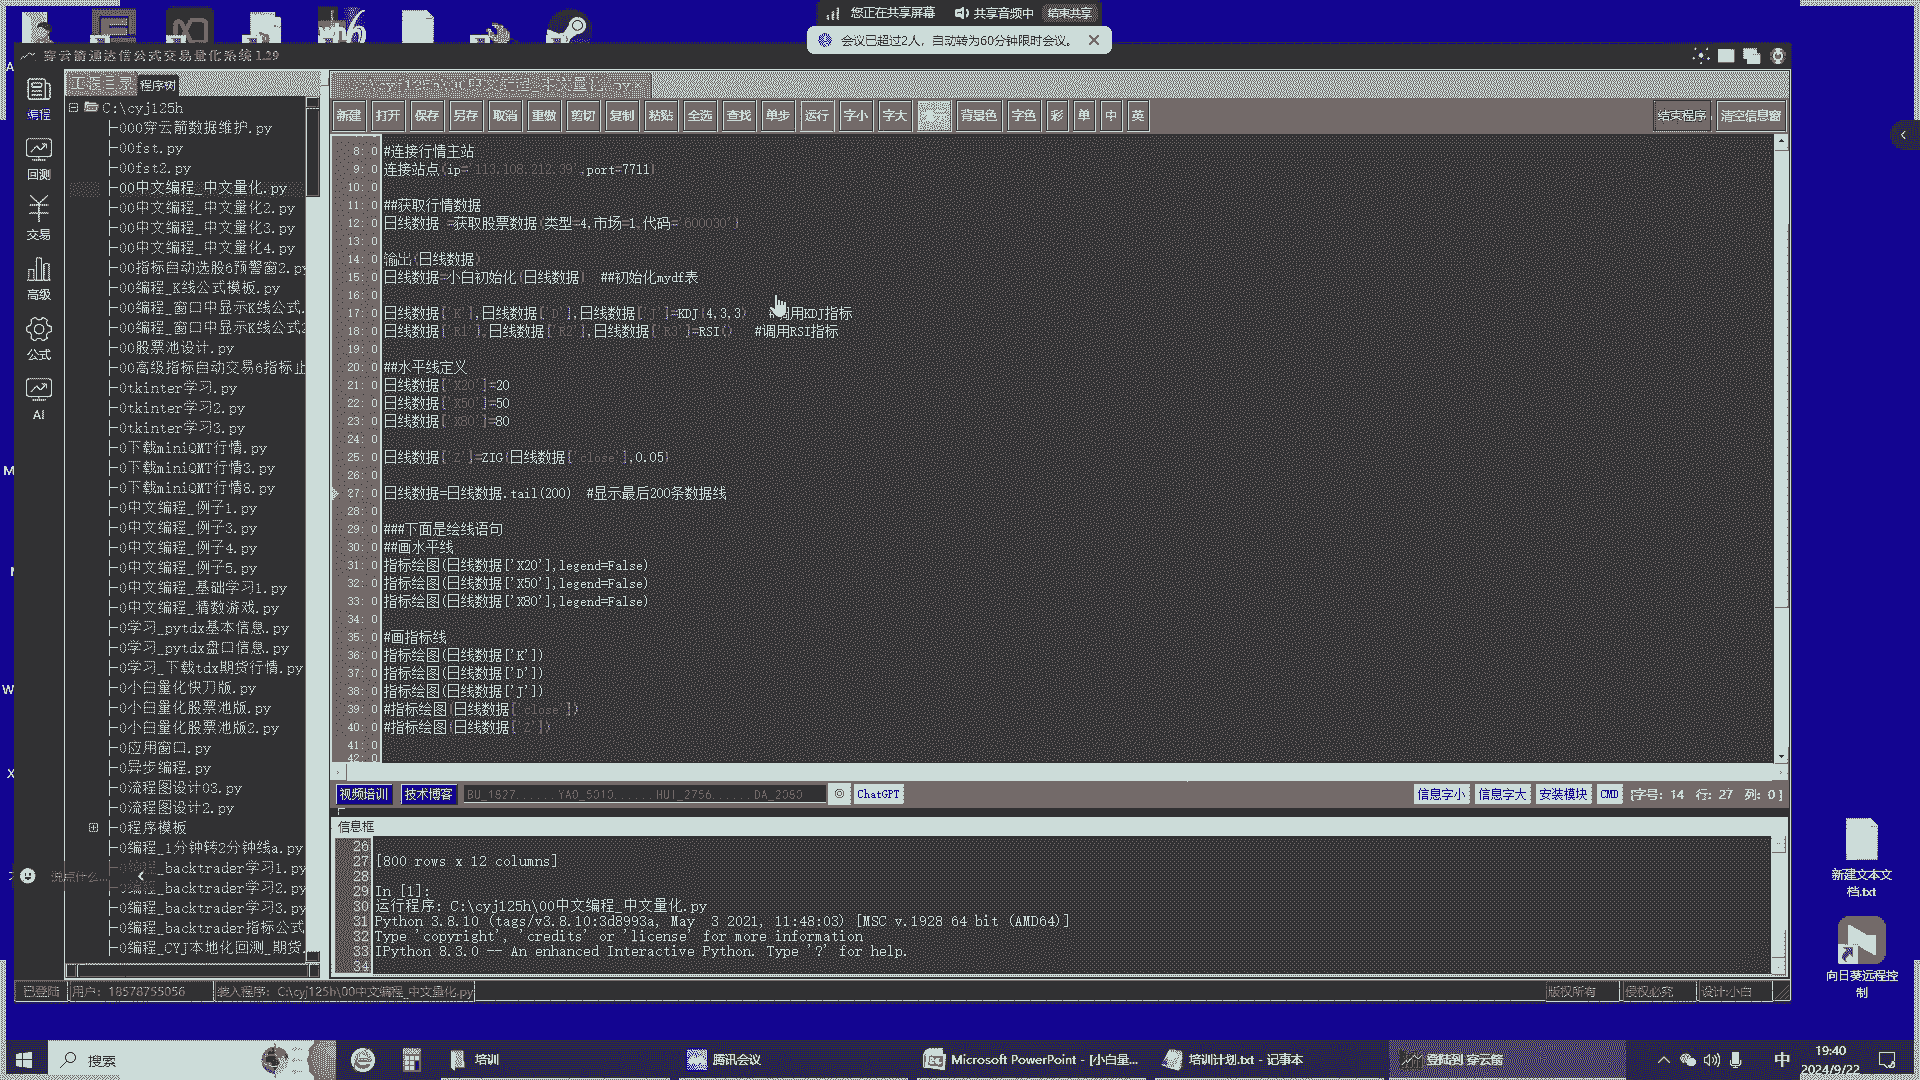 您正在共享屏幕 共享音频中 结束共享
会议已超过2人，自动转为60分钟限时会议。
穿云箭通达信公式交易量化系统 1.29
工程目录 程序树
编程
回测
交易
高级
公式
AI
C:\cyj125h
000穿云箭数据维护.py
00fst.py
00fst2.py
00中文编程_中文量化.py
00中文编程_中文量化2.py
00中文编程_中文量化3.py
00中文编程_中文量化4.py
00指标自动选股6预警窗2.py
00编程_K线公式模板.py
00编程_窗口中显示K线公式.
00编程_窗口中显示K线公式
00股票池设计.py
00高级指标自动交易6指标止
0tkinter学习.py
0tkinter学习2.py
0tkinter学习3.py
0下载miniQMT行情.py
0下载miniQMT行情3.py
0下载miniQMT行情8.py
0中文编程_例子1.py
0中文编程_例子3.py
0中文编程_例子4.py
0中文编程_例子5.py
0中文编程_基础学习1.py
0中文编程_猜数游戏.py
0学习_pytdx基本信息.py
0学习_pytdx盘口信息.py
0学习_下载tdx期货行情.py
0小白量化快刀版.py
0小白量化股票池版.py
0小白量化股票池版2.py
0应用窗口.py
0异步编程.py
0流程图设计03.py
0流程图设计2.py
0程序模板
0编程_1分钟转2分钟线a.py
_backtrader学习1.py
_backtrader学习2.py
0编程_backtrader学习3.py
0编程_backtrader指标公式
0编程_CYJ本地化回测_期货.
说点什么...
新建 打开 保存 另存 取消 重做 剪切 复制 粘贴 全选 查找 单步 运行 字小 字大 背景色 字色 彩 单 中 英 结束程序 清空信息窗
8: 0 #连接行情主站
9: 0 连接站点(ip='113.108.212.39',port=7711)
10: 0
11: 0 ##获取行情数据
12: 0 日线数据 =获取股票数据(类型=4,市场=1,代码='600030')
13: 0
14: 0 输出(日线数据)
15: 0 日线数据=小白初始化(日线数据) ##初始化mydf表
16: 0
17: 0 日线数据['K'],日线数据['D'],日线数据['J']=KDJ(4,3,3) #调用KDJ指标
18: 0 日线数据['R1'],日线数据['R2'],日线数据['R3']=RSI() #调用RSI指标
19: 0
20: 0 ##水平线定义
21: 0 日线数据['X20']=20
22: 0 日线数据['X50']=50
23: 0 日线数据['X80']=80
24: 0
25: 0 日线数据['Z']=ZIG(日线数据['close'],0.05)
26: 0
27: 0 日线数据=日线数据.tail(200) #显示最后200条数据线
28: 0
29: 0 ###下面是绘线语句
30: 0 ##画水平线
31: 0 指标绘图(日线数据['X20'],legend=False)
32: 0 指标绘图(日线数据['X50'],legend=False)
33: 0 指标绘图(日线数据['X80'],legend=False)
34: 0
35: 0 #画指标线
36: 0 指标绘图(日线数据['K'])
37: 0 指标绘图(日线数据['D'])
38: 0 指标绘图(日线数据['J'])
39: 0 #指标绘图(日线数据['close'])
40: 0 #指标绘图(日线数据['Z'])
41: 0
42: 0
视频培训 技术博客 ChatGPT 信息字小 信息字大 安装模块 CMD [字号: 14 行: 27 列: 0]
信息框
26
27 [800 rows x 12 columns]
28
29 In [1]:
30 运行程序: C:\cyj125h\00中文编程_中文量化.py
31 Python 3.8.10 (tags/v3.8.10:3d8993a, May 3 2021, 11:48:03) [MSC v.1928 64 bit (AMD64)]
32 Type 'copyright', 'credits' or 'license' for more information
33 IPython 8.3.0 -- An enhanced Interactive Python. Type '?' for help.
34
已登陆 用户: 18578755056 装入程序: C:\cyj125h\00中文编程_中文量化.py 版权所有 侵权必究 设计:小白
新建文本文
档.txt
向日葵远程控
制
搜索 培训 腾讯会议 Microsoft PowerPoint - [小白量... 培训计划.txt - 记事本 登陆到 穿云箭 中 19:40
2024/9/22